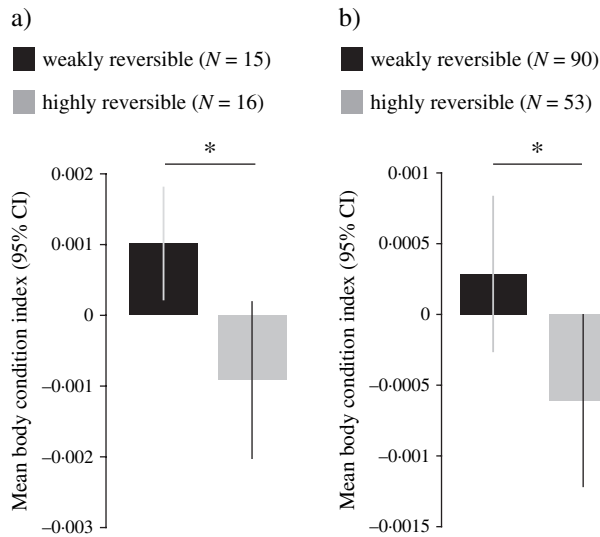 a)
weakly reversible (N = 15)
highly reversible (N = 16)
*
Mean body condition index (95% CI)
0·002
0·001
0
–0·001
–0·002
–0·003
b)
weakly reversible (N = 90)
highly reversible (N = 53)
*
Mean body condition index (95% CI)
0·001
0·0005
0
–0·0005
–0·001
–0·0015